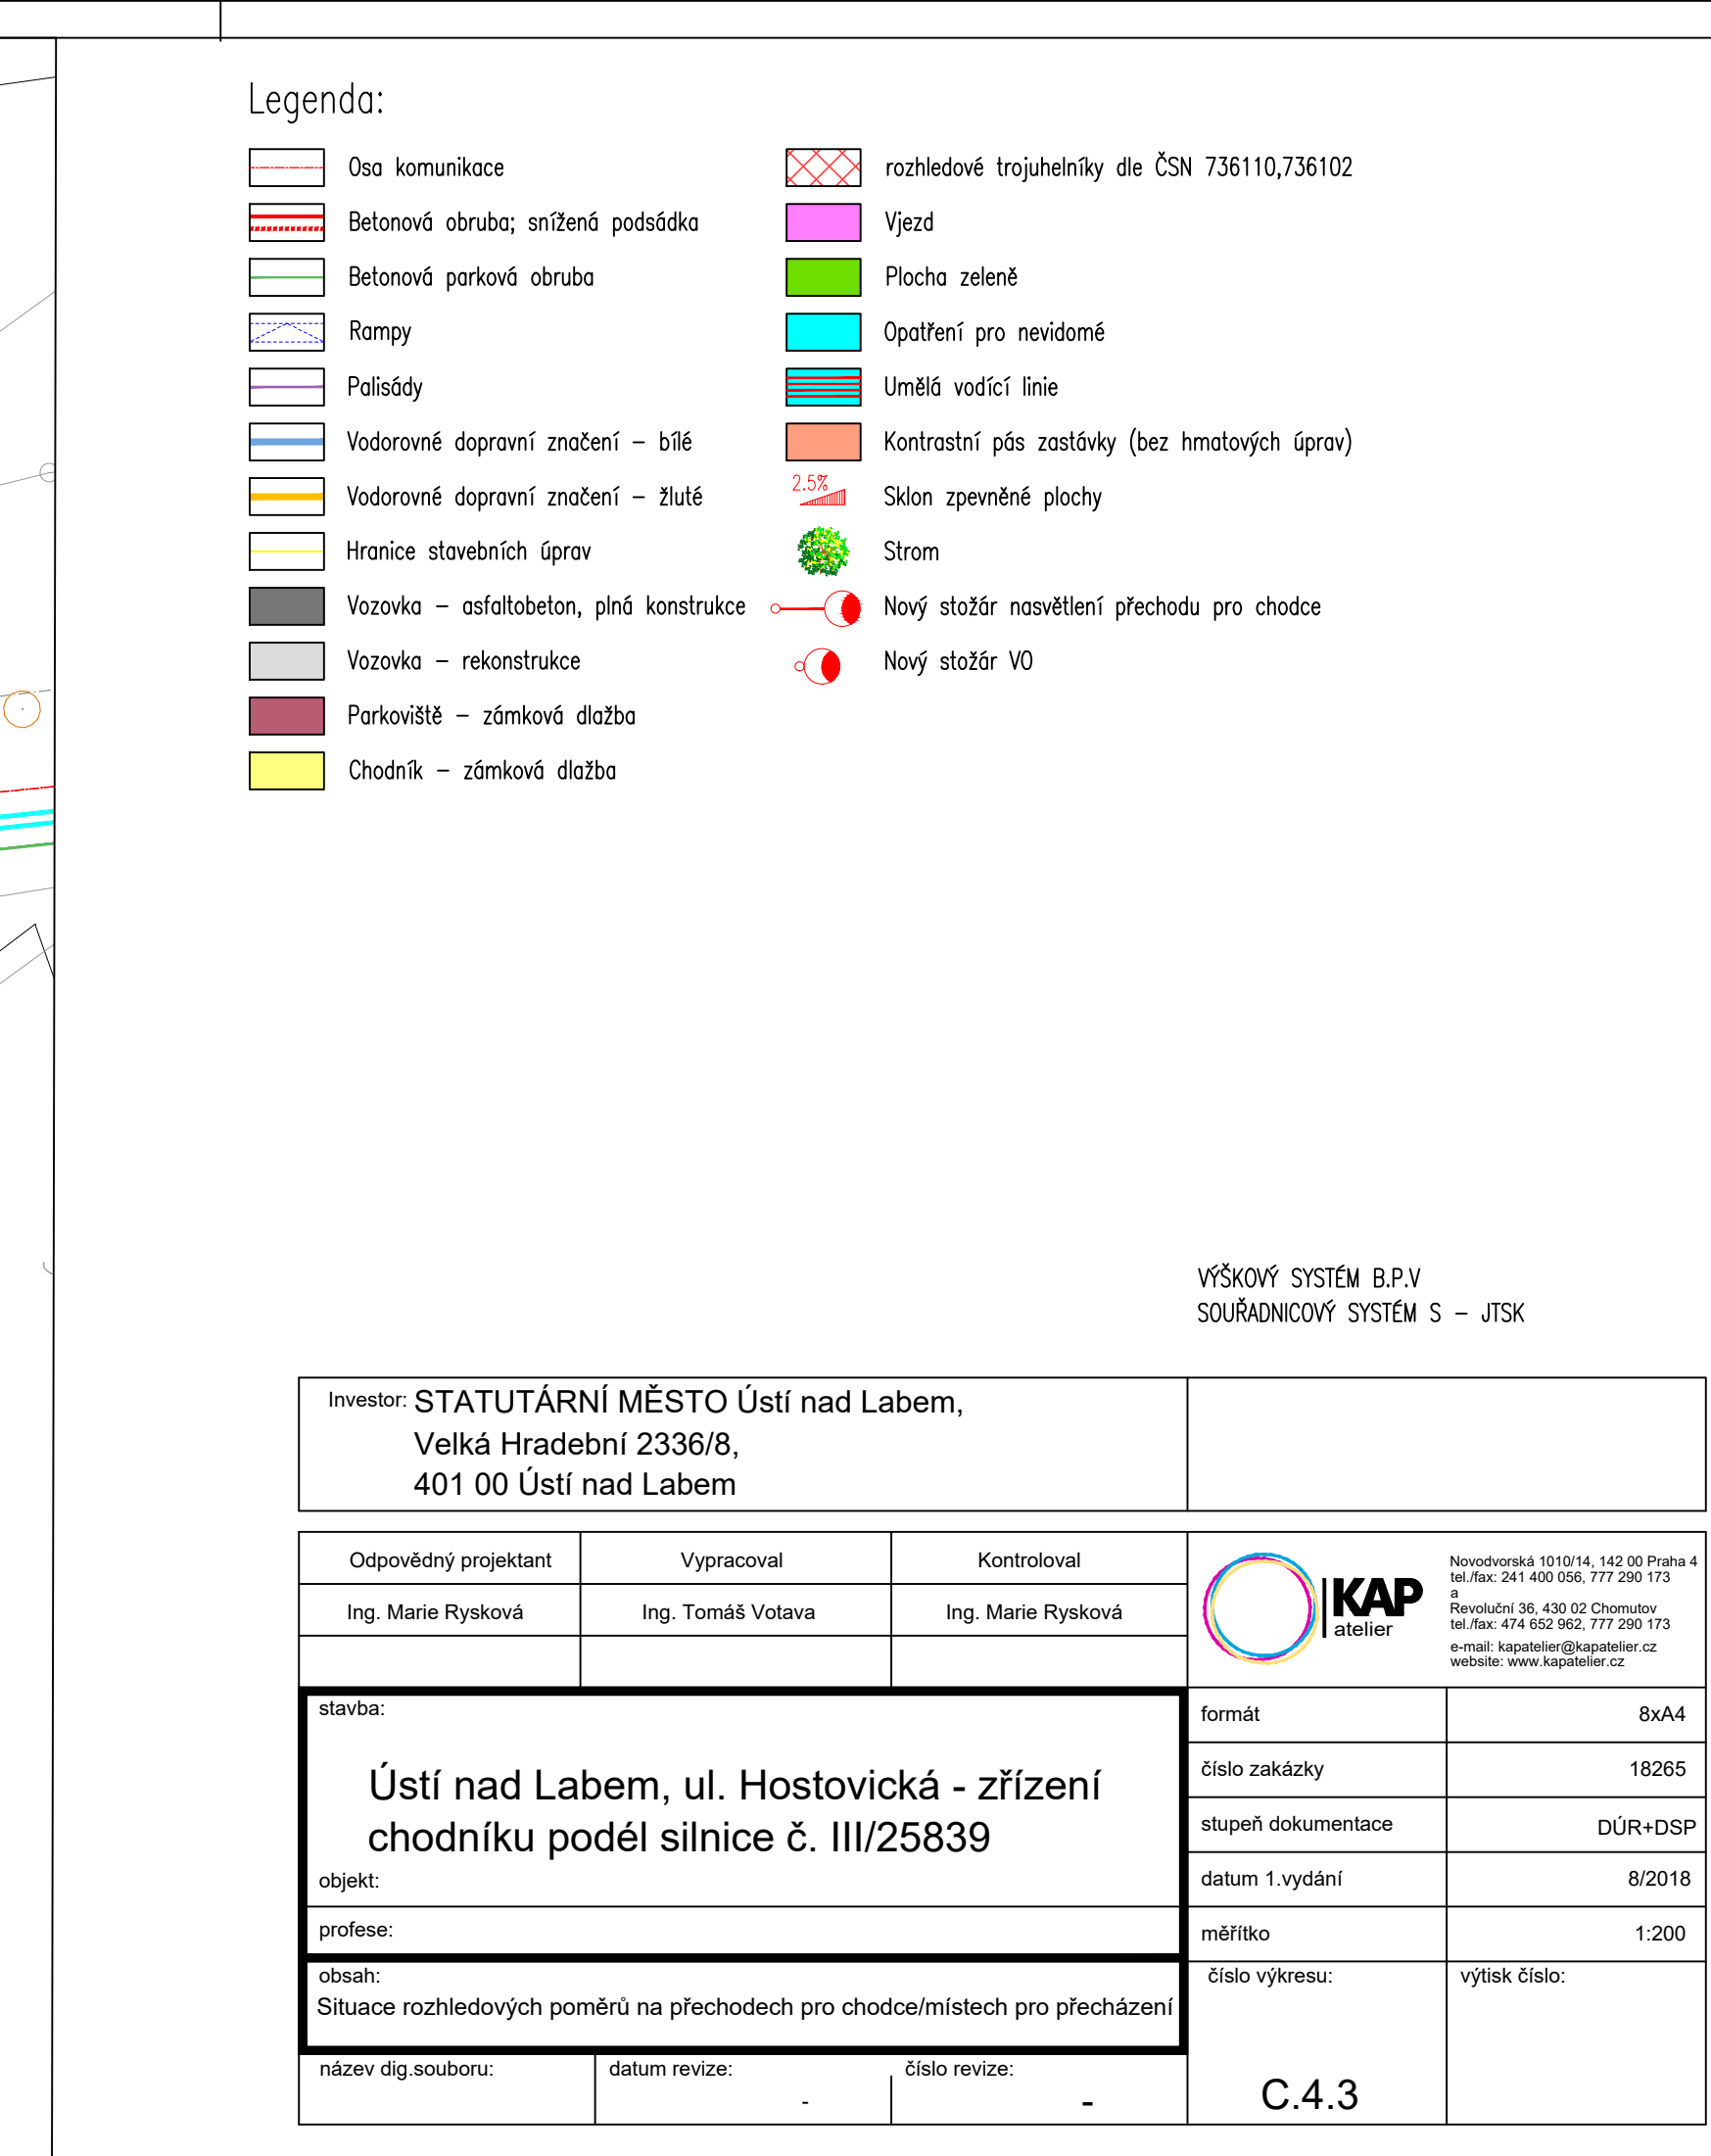 Legenda:
Osa komunikace
Betonová obruba; snížená podsádka
Betonová parková obruba
Rampy
Palisády
Vodorovné dopravní značení – bílé
Vodorovné dopravní značení – žluté
Hranice stavebních úprav
Vozovka – asfaltobeton, plná konstrukce
Vozovka – rekonstrukce
Parkoviště – zámková dlažba
Chodník – zámková dlažba
rozhledové trojuhelníky dle ČSN 736110,736102
Vjezd
Plocha zeleně
Opatření pro nevidomé
Umělá vodící linie
Kontrastní pás zastávky (bez hmatových úprav)
2.5%
Sklon zpevněné plochy
Strom
Nový stožár nasvětlení přechodu pro chodce
Nový stožár VO
VÝŠKOVÝ SYSTÉM B.P.V
SOUŘADNICOVÝ SYSTÉM S – JTSK
Investor: STATUTÁRNÍ MĚSTO Ústí nad Labem,
Velká Hradební 2336/8,
401 00 Ústí nad Labem
Odpovědný projektant
Vypracoval
Kontroloval
Ing. Marie Rysková
Ing. Tomáš Votava
Ing. Marie Rysková
KAP
atelier
Novodvorská 1010/14, 142 00 Praha 4
tel./fax: 241 400 056, 777 290 173
a
Revoluční 36, 430 02 Chomutov
tel./fax: 474 652 962, 777 290 173
e-mail: kapatelier@kapatelier.cz
website: www.kapatelier.cz
stavba:
Ústí nad Labem, ul. Hostovická - zřízení
chodníku podél silnice č. III/25839
objekt:
profese:
obsah:
Situace rozhledových poměrů na přechodech pro chodce/místech pro přecházení
název dig.souboru:
datum revize:
-
číslo revize:
-
formát
8xA4
číslo zakázky
18265
stupeň dokumentace
DÚR+DSP
datum 1.vydání
8/2018
měřítko
1:200
číslo výkresu:
C.4.3
výtisk číslo: